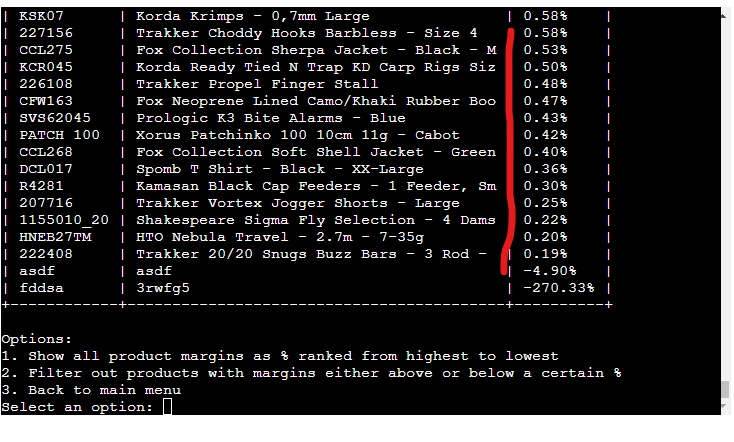 | KSK07 | Korda Krimps - 0,7mm Large | 0.58% |
| 227156 | Trakker Choddy Hooks Barbless - Size 4 | 0.58% |
| CCL275 | Fox Collection Sherpa Jacket - Black - M | 0.53% |
| KCR045 | Korda Ready Tied N Trap KD Carp Rigs Siz | 0.50% |
| 226108 | Trakker Propel Finger Stall | 0.48% |
| CFW163 | Fox Neoprene Lined Camo/Khaki Rubber Boo | 0.47% |
| SVS62045 | Prologic K3 Bite Alarms - Blue | 0.43% |
| PATCH 100 | Xorus Patchinko 100 10cm 11g - Cabot | 0.42% |
| CCL268 | Fox Collection Soft Shell Jacket - Green | 0.40% |
| DCL017 | Spomb T Shirt - Black - XX-Large | 0.36% |
| R4281 | Kamasan Black Cap Feeders - 1 Feeder, Sm | 0.30% |
| 207716 | Trakker Vortex Jogger Shorts - Large | 0.25% |
| 1155010_20 | Shakespeare Sigma Fly Selection - 4 Dams | 0.22% |
| HNEB27TM | HTO Nebula Travel - 2.7m - 7-35g | 0.20% |
| 222408 | Trakker 20/20 Snugs Buzz Bars - 3 Rod - | 0.19% |
| asdf | asdf | -4.90% |
| fddsa | 3rwfg5 | -270.33% |
+------------+------------------------------------------+----------+
Options:
1. Show all product margins as % ranked from highest to lowest
2. Filter out products with margins either above or below a certain %
3. Back to main menu
Select an option: